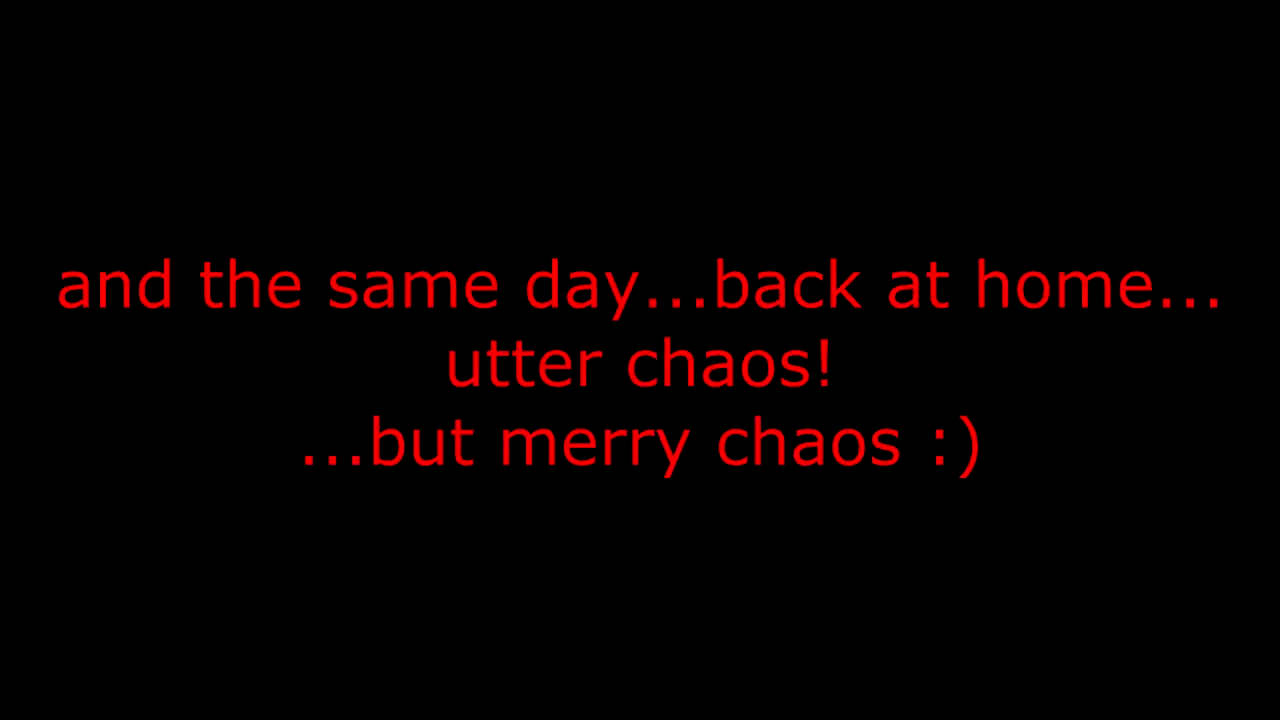 and the same day...back at home...
utter chaos!
...but merry chaos :)